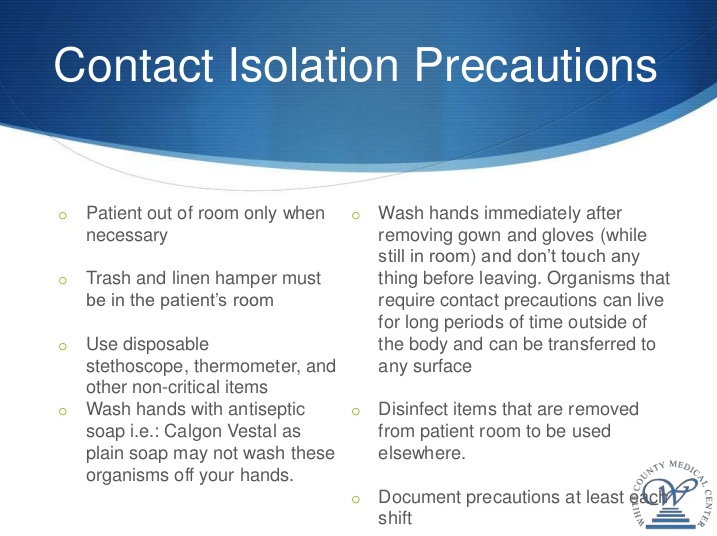 Contact Isolation Precautions
o Patient out of room only when
necessary
o Trash and linen hamper must
be in the patient's room
o Use disposable
stethoscope, thermometer, and
other non-critical items
o Wash hands with antiseptic
soap i.e.: Calgon Vestal as
plain soap may not wash these
organisms off your hands.
o Wash hands immediately after
removing gown and gloves (while
still in room) and don't touch any
thing before leaving. Organisms that
require contact precautions can live
for long periods of time outside of
the body and can be transferred to
any surface
o Disinfect items that are removed
from patient room to be used
elsewhere.
o Document precautions at least each
shift
WHITE COUNTY MEDICAL CENTER